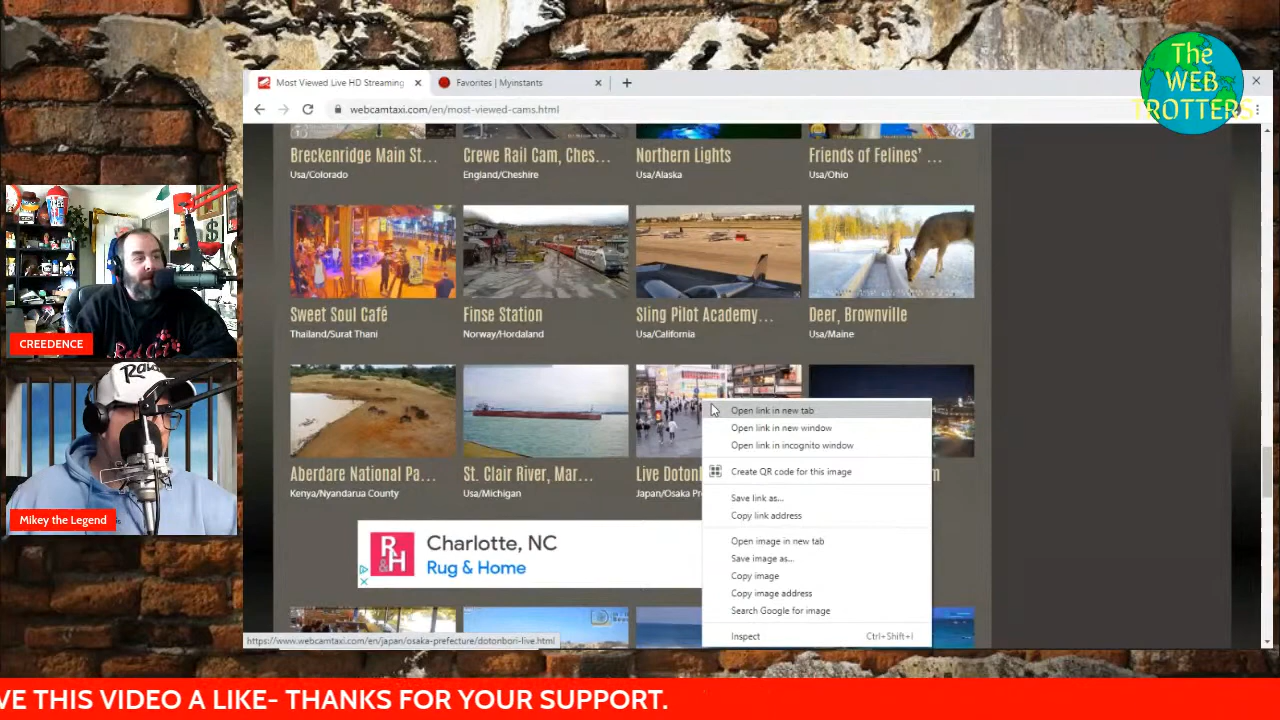 The
WEB
TROTTERS
Most Viewed Live HD Streaming
Favorites | Myinstants
webcamtaxi.com/en/most-viewed-cams.html
Breckenridge Main St...
Usa/Colorado
Crewe Rail Cam, Ches...
England/Cheshire
Northern Lights
Usa/Alaska
Friends of Felines' ...
Usa/Ohio
Sweet Soul Café
Thailand/Surat Thani
Finse Station
Norway/Hordaland
Sling Pilot Academy...
Usa/California
Deer, Brownville
Usa/Maine
Aberdare National Pa...
Kenya/Nyandarua County
St. Clair River, Mar...
Usa/Michigan
Live Dotonb
Japan/Osaka Pr
Open link in new tab
Open link in new window
Open link in incognito window
Create QR code for this image
Save link as...
Copy link address
Open image in new tab
Save image as...
Copy image
Copy image address
Search Google for image
Inspect Ctrl+Shift+I
R&H
Charlotte, NC
Rug & Home
https://www.webcamtaxi.com/en/japan/osaka-prefecture/dotonbori-live.html
CREEDENCE
Mikey the Legend
VE THIS VIDEO A LIKE- THANKS FOR YOUR SUPPORT.